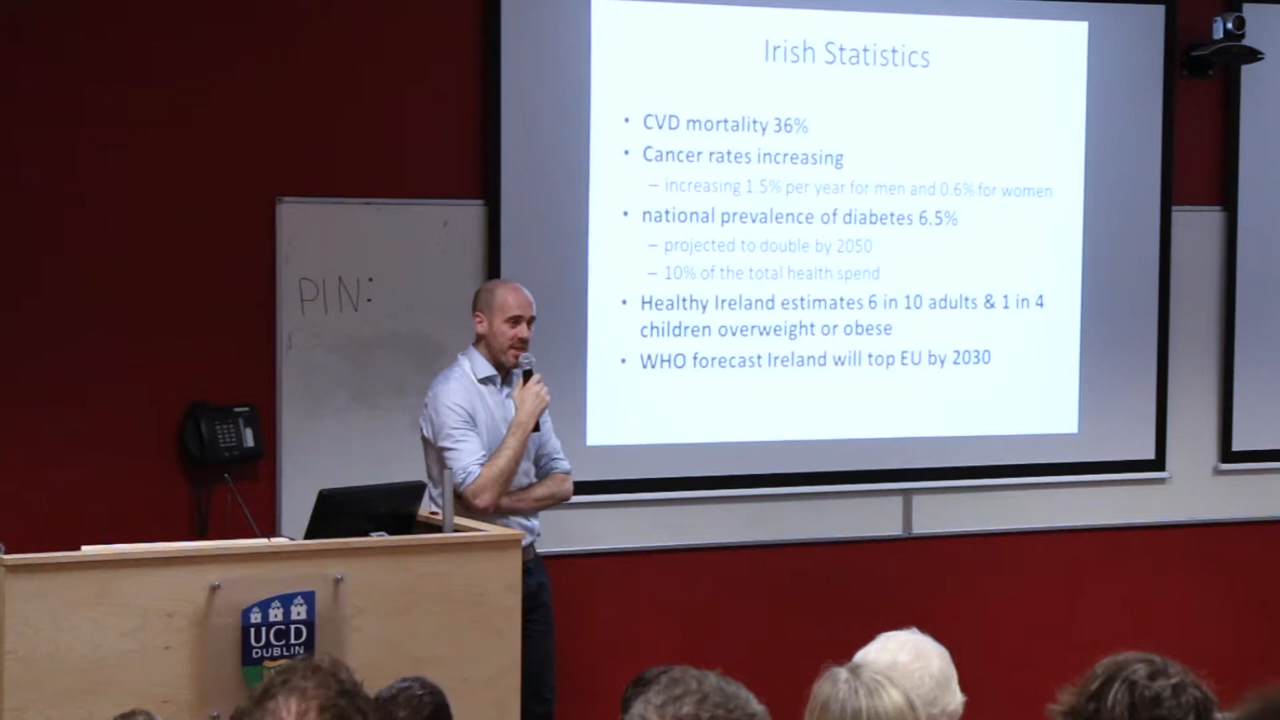 Irish Statistics
• CVD mortality 36%
• Cancer rates increasing
– increasing 1.5% per year for men and 0.6% for women
• national prevalence of diabetes 6.5%
– projected to double by 2050
– 10% of the total health spend
• Healthy Ireland estimates 6 in 10 adults & 1 in 4
children overweight or obese
• WHO forecast Ireland will top EU by 2030
PIN:
UCD
DUBLIN